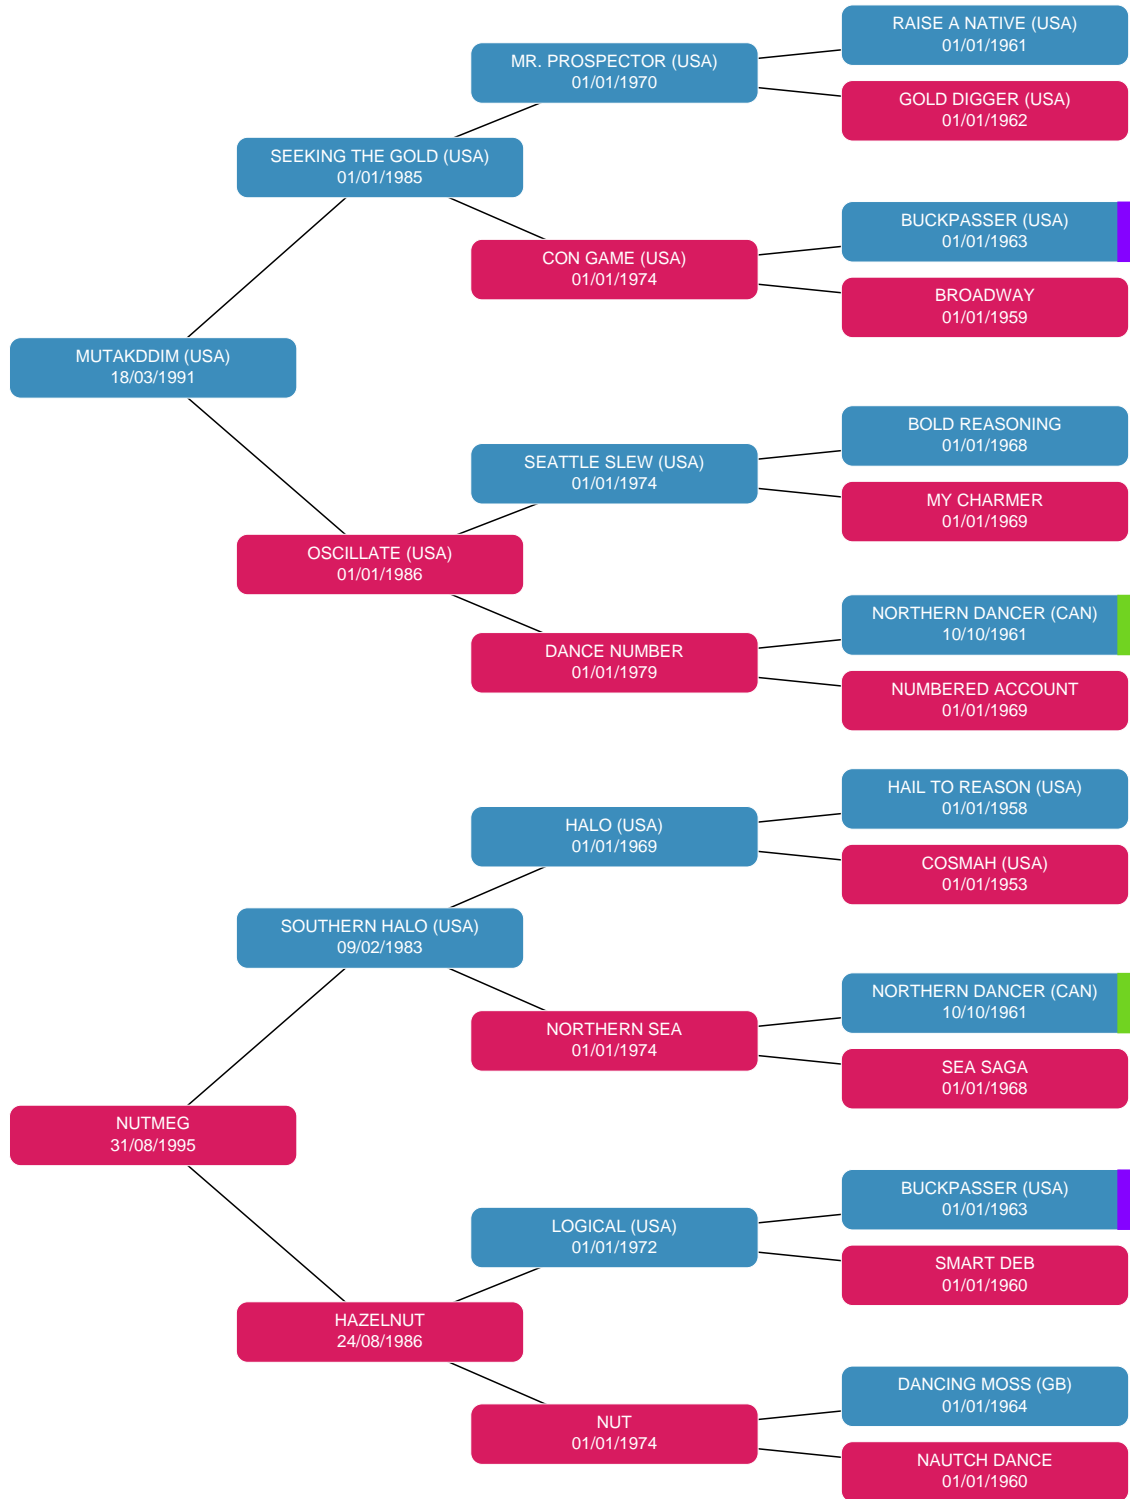 RAISE A NATIVE (USA)
01/01/1961
MR. PROSPECTOR (USA)
01/01/1970
GOLD DIGGER (USA)
01/01/1962
SEEKING THE GOLD (USA)
01/01/1985
BUCKPASSER (USA)
01/01/1963
CON GAME (USA)
01/01/1974
BROADWAY
01/01/1959
MUTAKDDIM (USA)
18/03/1991
BOLD REASONING
01/01/1968
SEATTLE SLEW (USA)
01/01/1974
MY CHARMER
01/01/1969
OSCILLATE (USA)
01/01/1986
NORTHERN DANCER (CAN)
10/10/1961
DANCE NUMBER
01/01/1979
NUMBERED ACCOUNT
01/01/1969
HAIL TO REASON (USA)
01/01/1958
HALO (USA)
01/01/1969
COSMAH (USA)
01/01/1953
SOUTHERN HALO (USA)
09/02/1983
NORTHERN DANCER (CAN)
10/10/1961
NORTHERN SEA
01/01/1974
SEA SAGA
01/01/1968
NUTMEG
31/08/1995
BUCKPASSER (USA)
01/01/1963
LOGICAL (USA)
01/01/1972
SMART DEB
01/01/1960
HAZELNUT
24/08/1986
DANCING MOSS (GB)
01/01/1964
NUT
01/01/1974
NAUTCH DANCE
01/01/1960